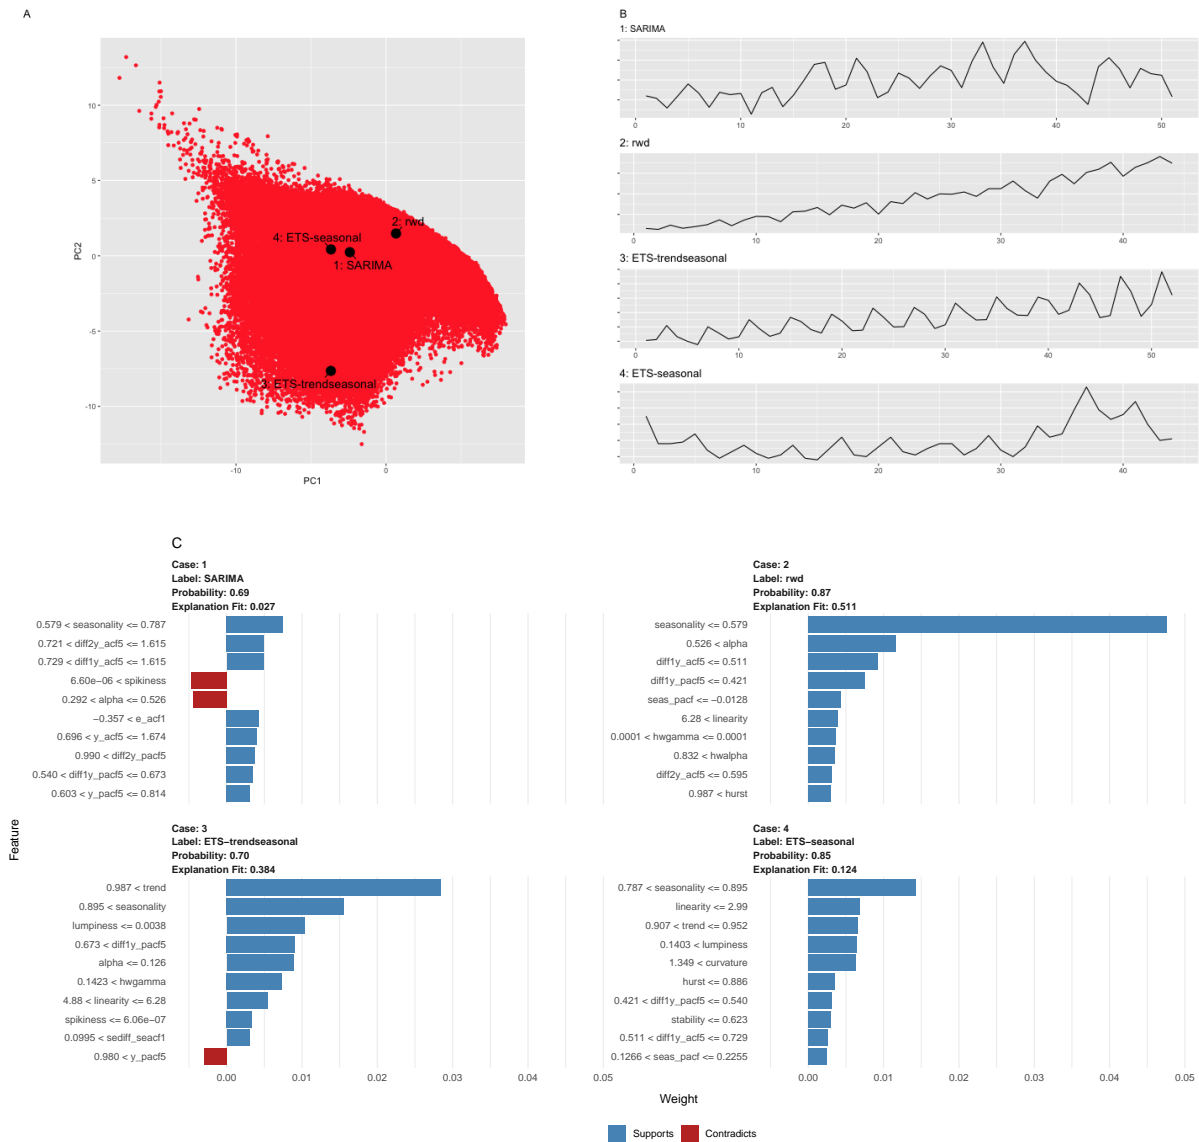 A
10
5
0
-5
-10
PC2
-10
0
PC1
2: rwd
4: ETS-seasonal
1: SARIMA
3: ETS-trendseasonal
B
1: SARIMA
0 10 20 30 40 50
2: rwd
0 10 20 30 40
3: ETS-trendseasonal
0 10 20 30 40 50
4: ETS-seasonal
0 10 20 30 40
C
Case: 1
Label: SARIMA
Probability: 0.69
Explanation Fit: 0.027
0.579 < seasonality <= 0.787
0.721 < diff2y_acf5 <= 1.615
0.729 < diff1y_acf5 <= 1.615
6.60e−06 < spikiness
0.292 < alpha <= 0.526
−0.357 < e_acf1
0.696 < y_acf5 <= 1.674
0.990 < diff2y_pacf5
0.540 < diff1y_pacf5 <= 0.673
0.603 < y_pacf5 <= 0.814
Case: 2
Label: rwd
Probability: 0.87
Explanation Fit: 0.511
seasonality <= 0.579
0.526 < alpha
diff1y_acf5 <= 0.511
diff1y_pacf5 <= 0.421
seas_pacf <= −0.0128
6.28 < linearity
0.0001 < hwgamma <= 0.0001
0.832 < hwalpha
diff2y_acf5 <= 0.595
0.987 < hurst
Case: 3
Label: ETS−trendseasonal
Probability: 0.70
Explanation Fit: 0.384
0.987 < trend
0.895 < seasonality
lumpiness <= 0.0038
0.673 < diff1y_pacf5
alpha <= 0.126
0.1423 < hwgamma
4.88 < linearity <= 6.28
spikiness <= 6.06e−07
0.0995 < sediff_seacf1
0.980 < y_pacf5
0.00 0.01 0.02 0.03 0.04 0.05
Case: 4
Label: ETS−seasonal
Probability: 0.85
Explanation Fit: 0.124
0.787 < seasonality <= 0.895
linearity <= 2.99
0.907 < trend <= 0.952
0.1403 < lumpiness
1.349 < curvature
hurst <= 0.886
0.421 < diff1y_pacf5 <= 0.540
stability <= 0.623
0.511 < diff1y_acf5 <= 0.729
0.1266 < seas_pacf <= 0.2255
0.00 0.01 0.02 0.03 0.04 0.05
Feature
Weight
Supports Contradicts